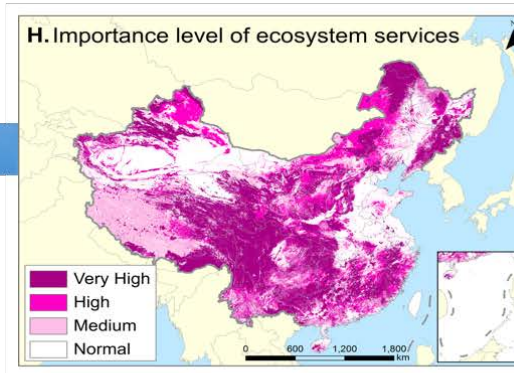 H. Importance level of ecosystem services
Very High
High
Medium
Normal
0 600 1,200 1,800
km